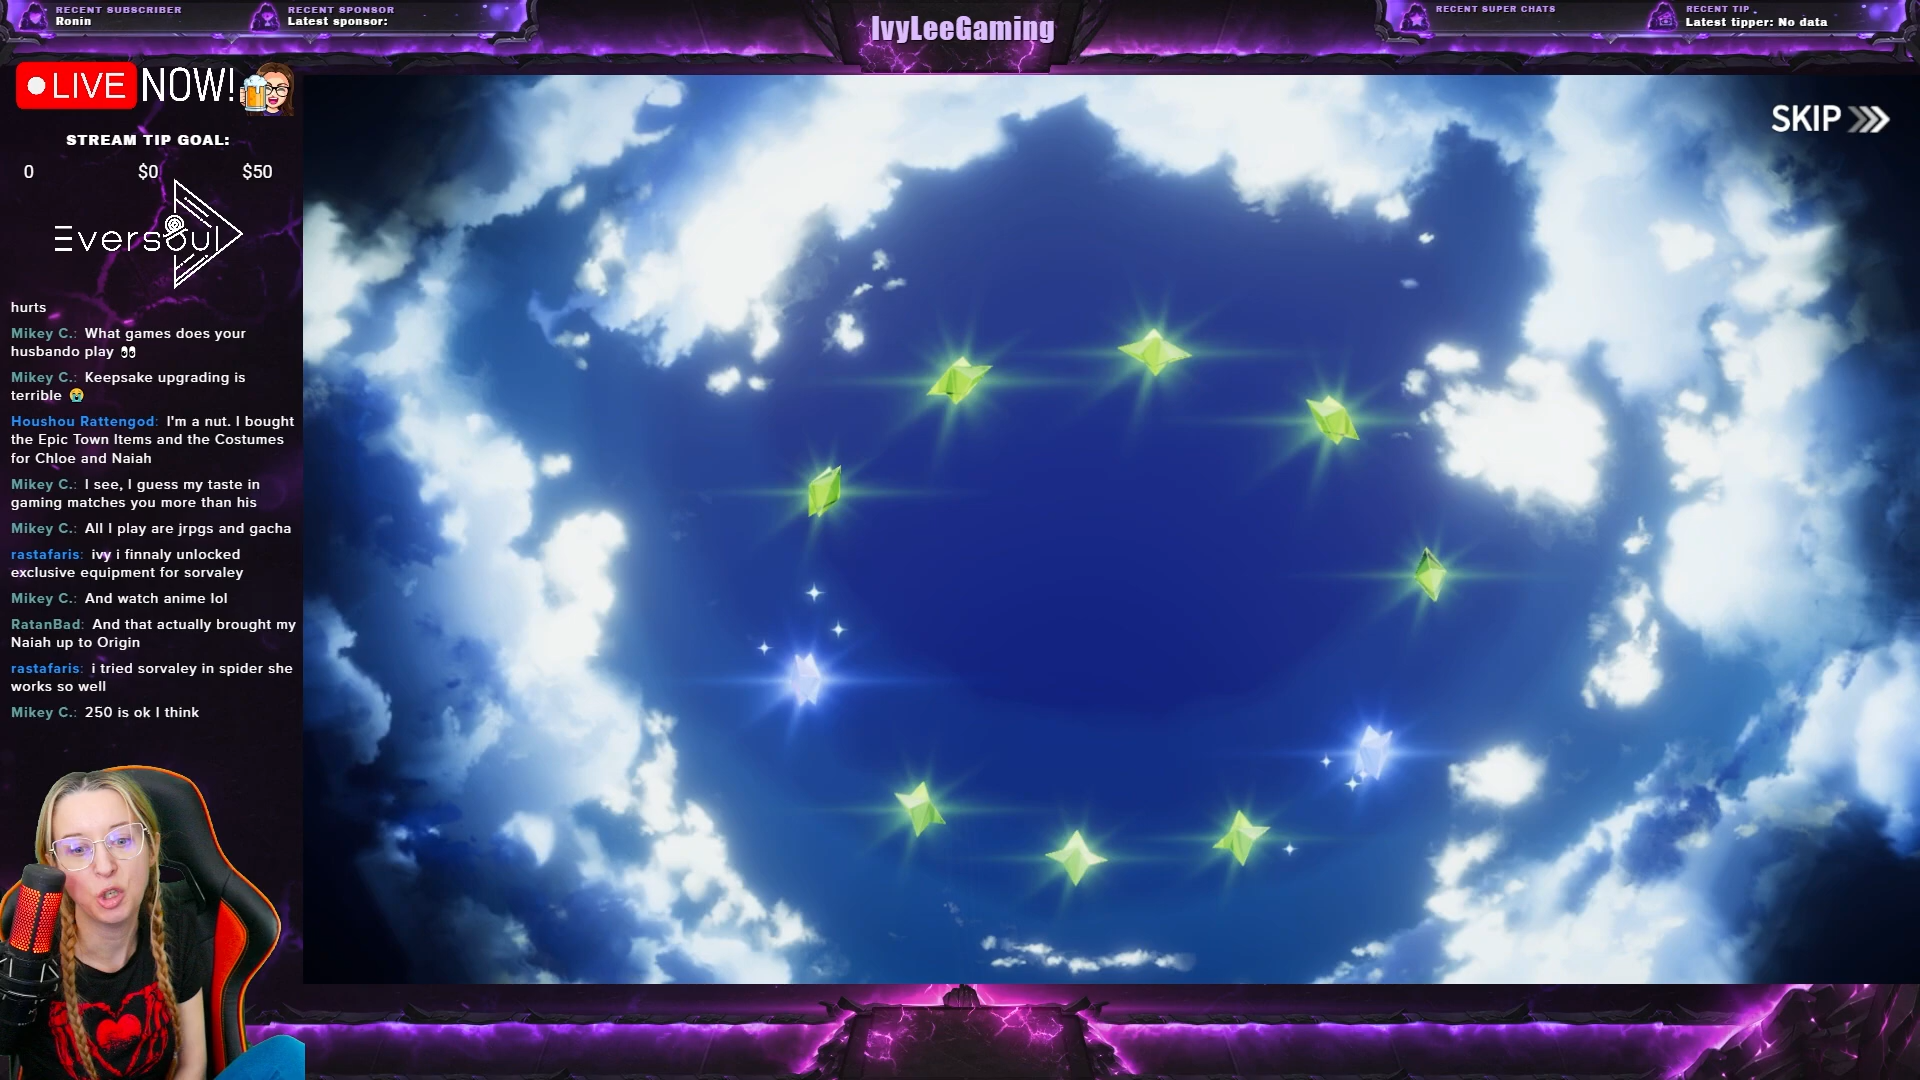 RECENT SUBSCRIBER
Ronin
RECENT SPONSOR
Latest sponsor:
IvyLeeGaming
RECENT SUPER CHATS
RECENT TIP
Latest tipper: No data
LIVE NOW!
SKIP
STREAM TIP GOAL:
0 $0 $50
Eversoul
hurts
Mikey C.: What games does your
husbando play 👀
Mikey C.: Keepsake upgrading is
terrible 😭
Houshou Rattengod: I'm a nut. I bought
the Epic Town Items and the Costumes
for Chloe and Naiah
Mikey C.: I see, I guess my taste in
gaming matches you more than his
Mikey C.: All I play are jrpgs and gacha
rastafaris: ivy i finnaly unlocked
exclusive equipment for sorvaley
Mikey C.: And watch anime lol
RatanBad: And that actually brought my
Naiah up to Origin
rastafaris: i tried sorvaley in spider she
works so well
Mikey C.: 250 is ok I think